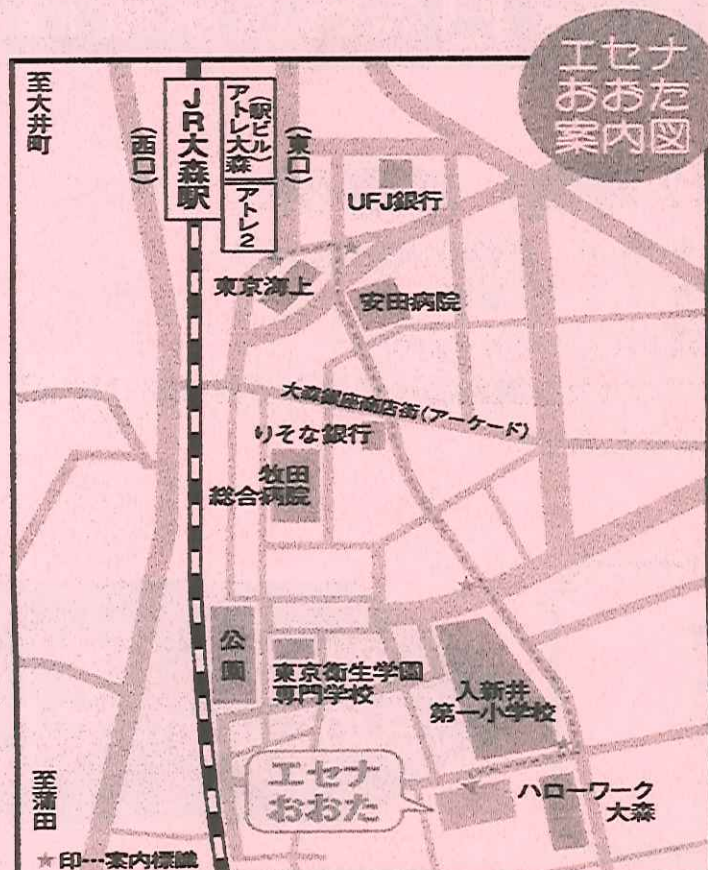 エセナ
おおた
案内図
至大井町
(西口)
JR大森駅
(駅ビル)
アトレ大森
アトレ2
(東口)
UFJ銀行
東京海上
安田病院
大森銀座商店街(アーケード)
りそな銀行
牧田
総合病院
公園
東京衛生学園
専門学校
入新井
第一小学校
エセナ
おおた
ハローワーク
大森
至蒲田
★印…案内標識